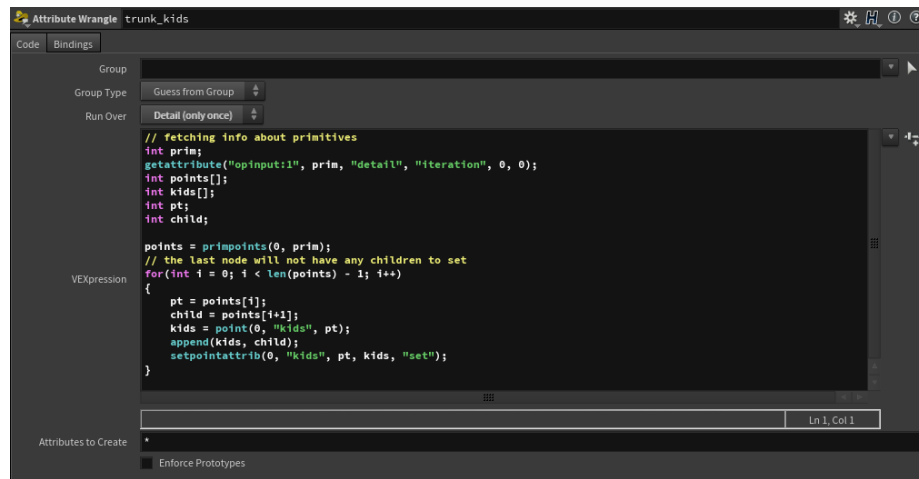 Attribute Wrangle trunk_kids
Code Bindings
Group
Group Type Guess from Group
Run Over Detail (only once)
VEXpression
// fetching info about primitives
int prim;
getattribute("opinput:1", prim, "detail", "iteration", 0, 0);
int points[];
int kids[];
int pt;
int child;
points = primpoints(0, prim);
// the last node will not have any children to set
for(int i = 0; i < len(points) - 1; i++)
{
    pt = points[i];
    child = points[i+1];
    kids = point(0, "kids", pt);
    append(kids, child);
    setpointattrib(0, "kids", pt, kids, "set");
}
Ln 1, Col 1
Attributes to Create *
Enforce Prototypes